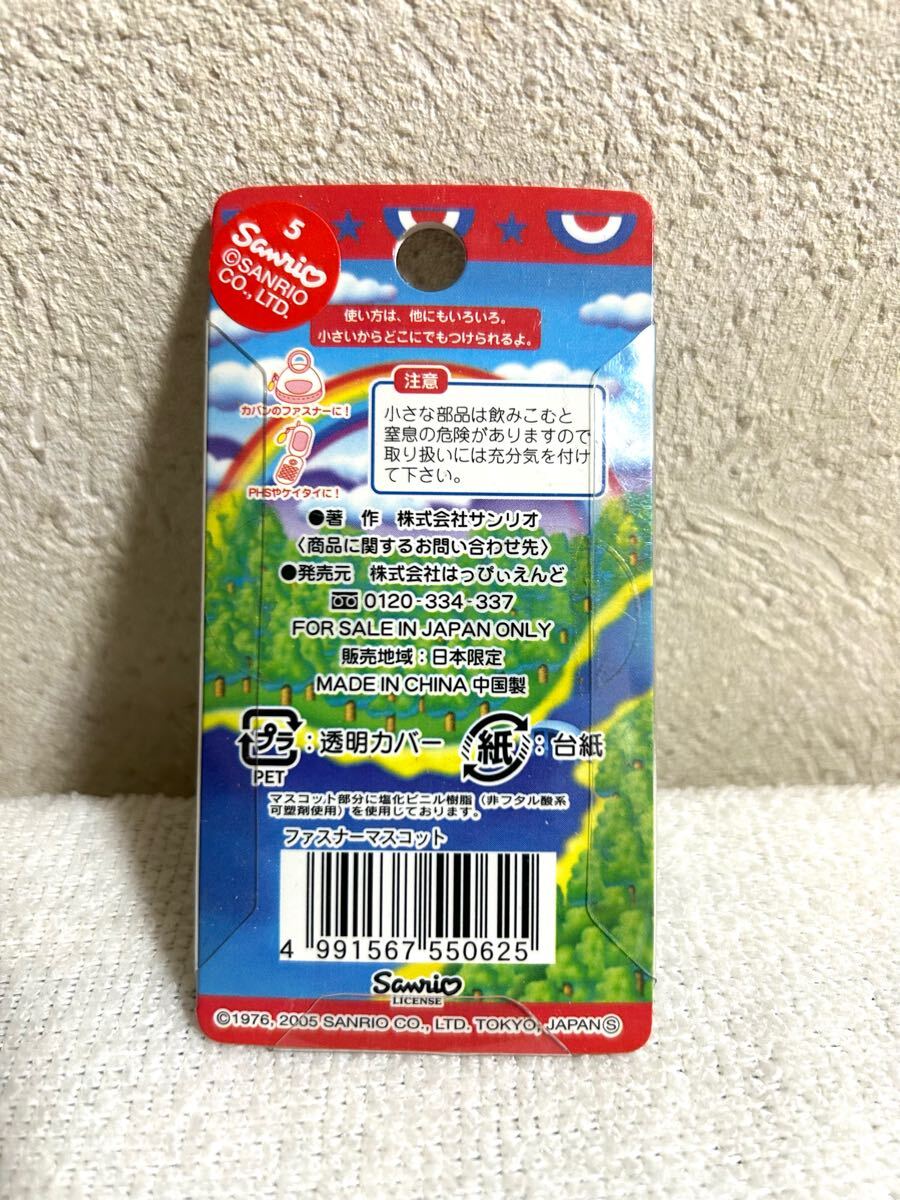 5
Sanrio
©SANRIO
CO., LTD.
使い方は、他にもいろいろ。
小さいからどこにでもつけられるよ。
カバンのファスナーに!
PHSやケイタイに!
注意
小さな部品は飲みこむと
窒息の危険がありますので
取り扱いには充分気を付け
て下さい。
●著 作 株式会社サンリオ
〈商品に関するお問い合わせ先〉
●発売元 株式会社はっぴぃえんど
0120-334-337
FOR SALE IN JAPAN ONLY
販売地域:日本限定
MADE IN CHINA 中国製
プラ:透明カバー 紙:台紙
PET
マスコット部分に塩化ビニル樹脂(非フタル酸系
可塑剤使用)を使用しております。
ファスナーマスコット
4 991567 550625
Sanrio
LICENSE
©1976, 2005 SANRIO CO., LTD. TOKYO, JAPAN Ⓢ